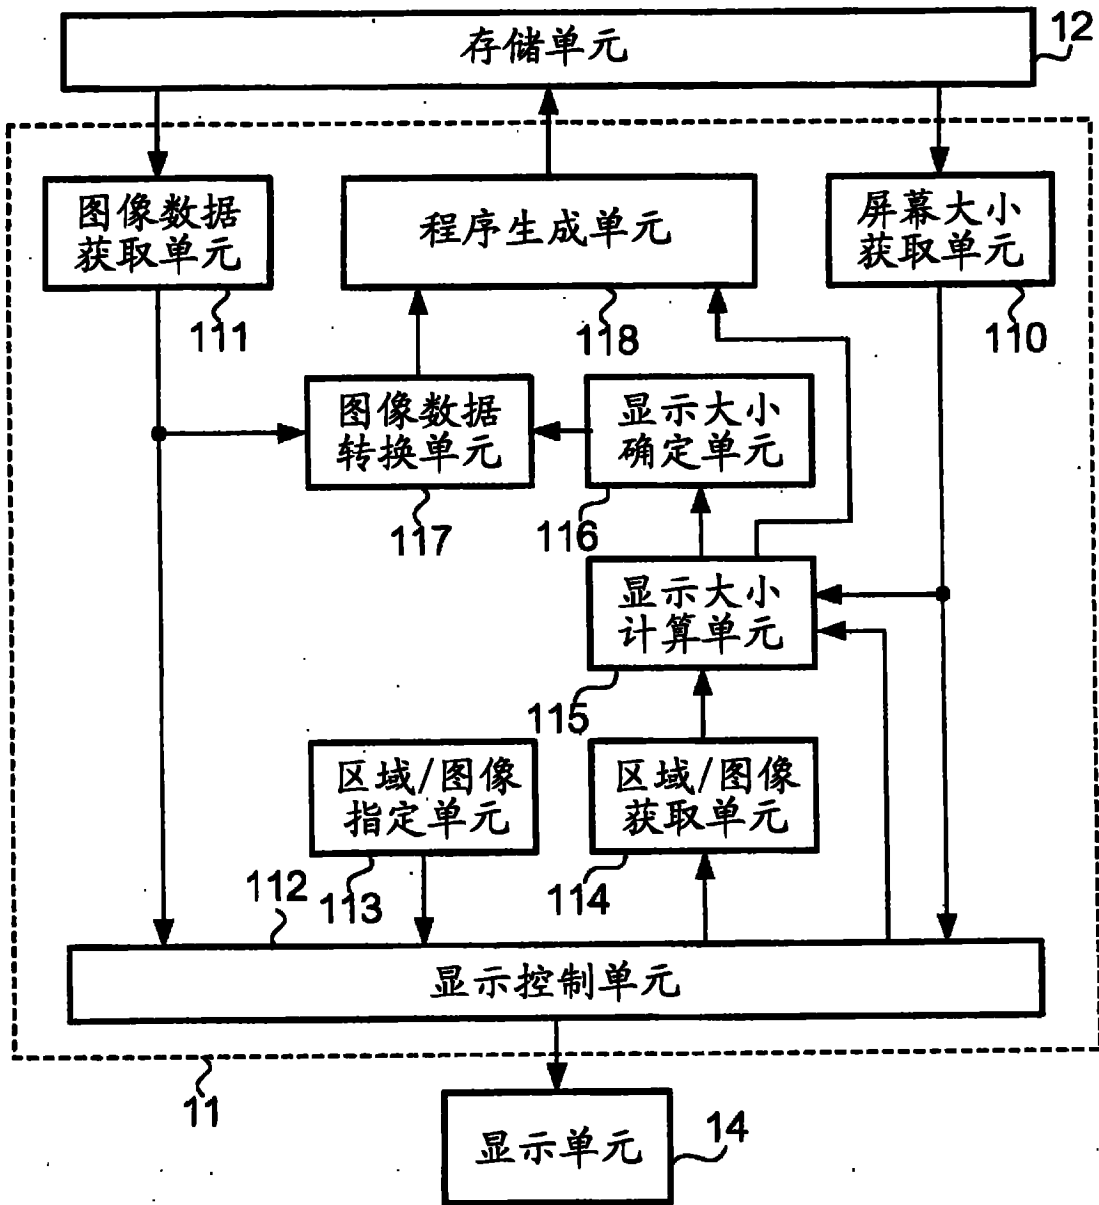 存储单元
12
图像数据
获取单元
111
程序生成单元
118
屏幕大小
获取单元
110
图像数据
转换单元
117
显示大小
确定单元
116
显示大小
计算单元
115
区域/图像
指定单元
113
区域/图像
获取单元
114
112
显示控制单元
11
显示单元
14